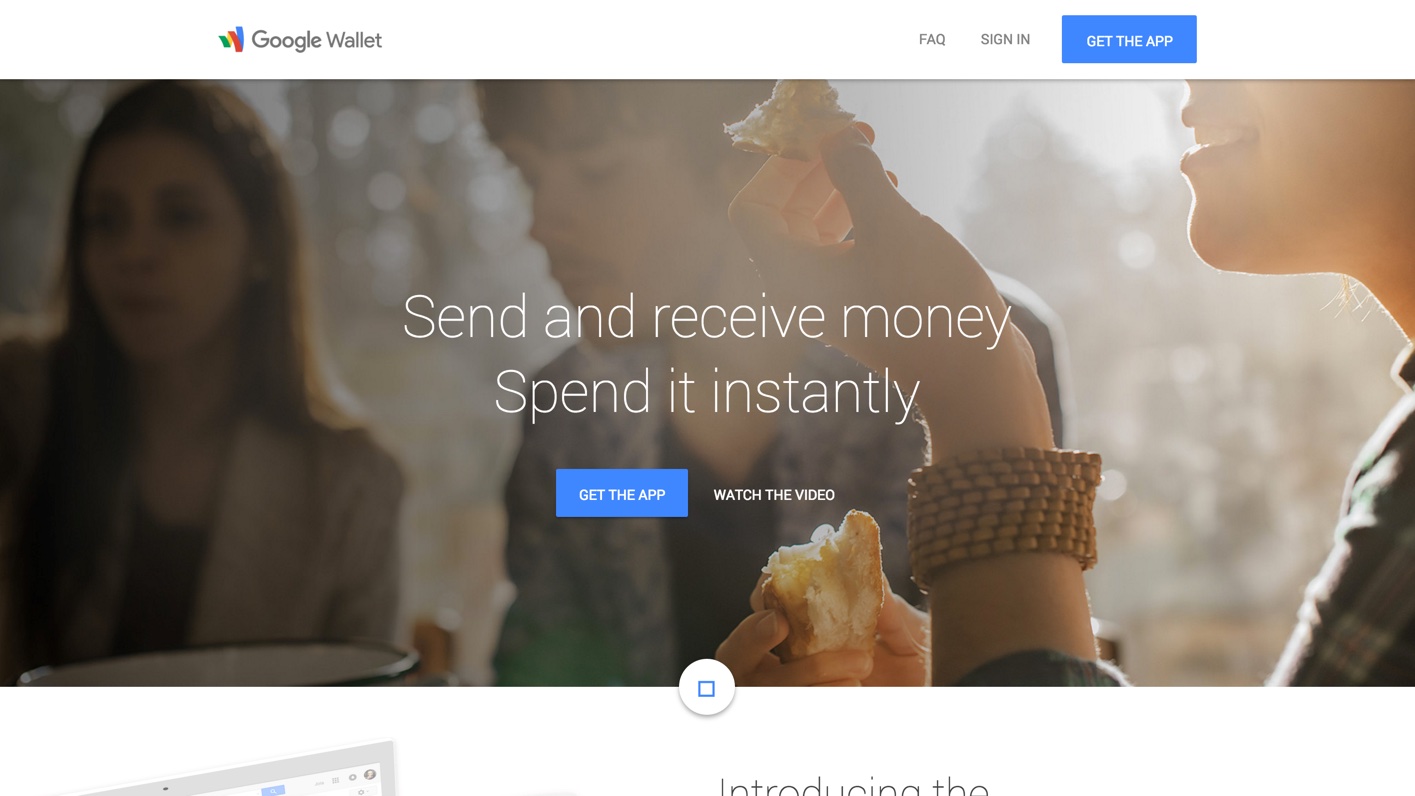 Google Wallet
FAQ
SIGN IN
GET THE APP
Send and receive money
Spend it instantly
GET THE APP
WATCH THE VIDEO
Introducing the